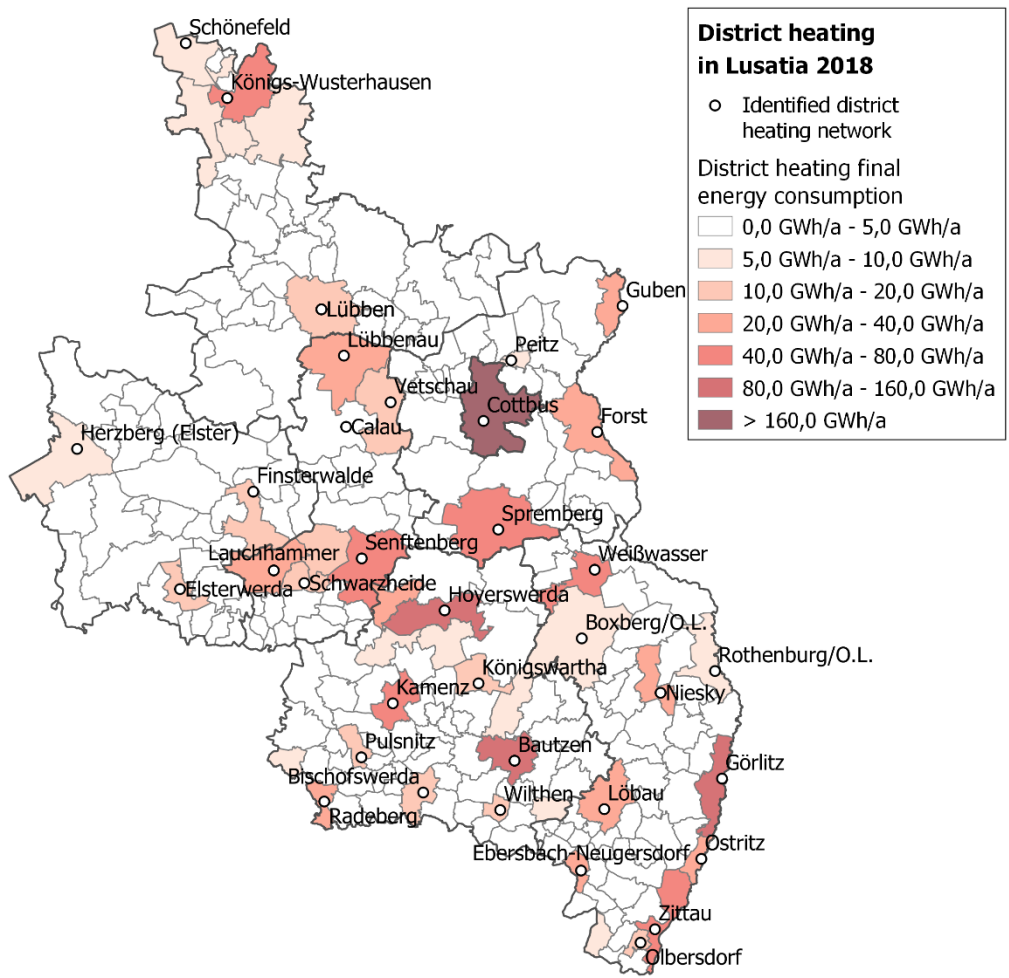 Schönefeld
Königs-Wusterhausen
District heating
in Lusatia 2018
Identified district
heating network
District heating final
energy consumption
0,0 GWh/a - 5,0 GWh/a
5,0 GWh/a - 10,0 GWh/a
10,0 GWh/a - 20,0 GWh/a
20,0 GWh/a - 40,0 GWh/a
40,0 GWh/a - 80,0 GWh/a
80,0 GWh/a - 160,0 GWh/a
> 160,0 GWh/a
Guben
Lübben
Lübbenau
Peitz
Vetschau
Cottbus
Calau
Forst
Herzberg (Elster)
Finsterwalde
Spremberg
Lauchhammer
Senftenberg
Weißwasser
Elsterwerda
Schwarzheide
Hoyerswerda
Boxberg/O.L.
Rothenburg/O.L.
Königswartha
Kamenz
Niesky
Pulsnitz
Bautzen
Görlitz
Bischofswerda
Wilthen
Löbau
Radeberg
Ostritz
Ebersbach-Neugersdorf
Zittau
Olbersdorf